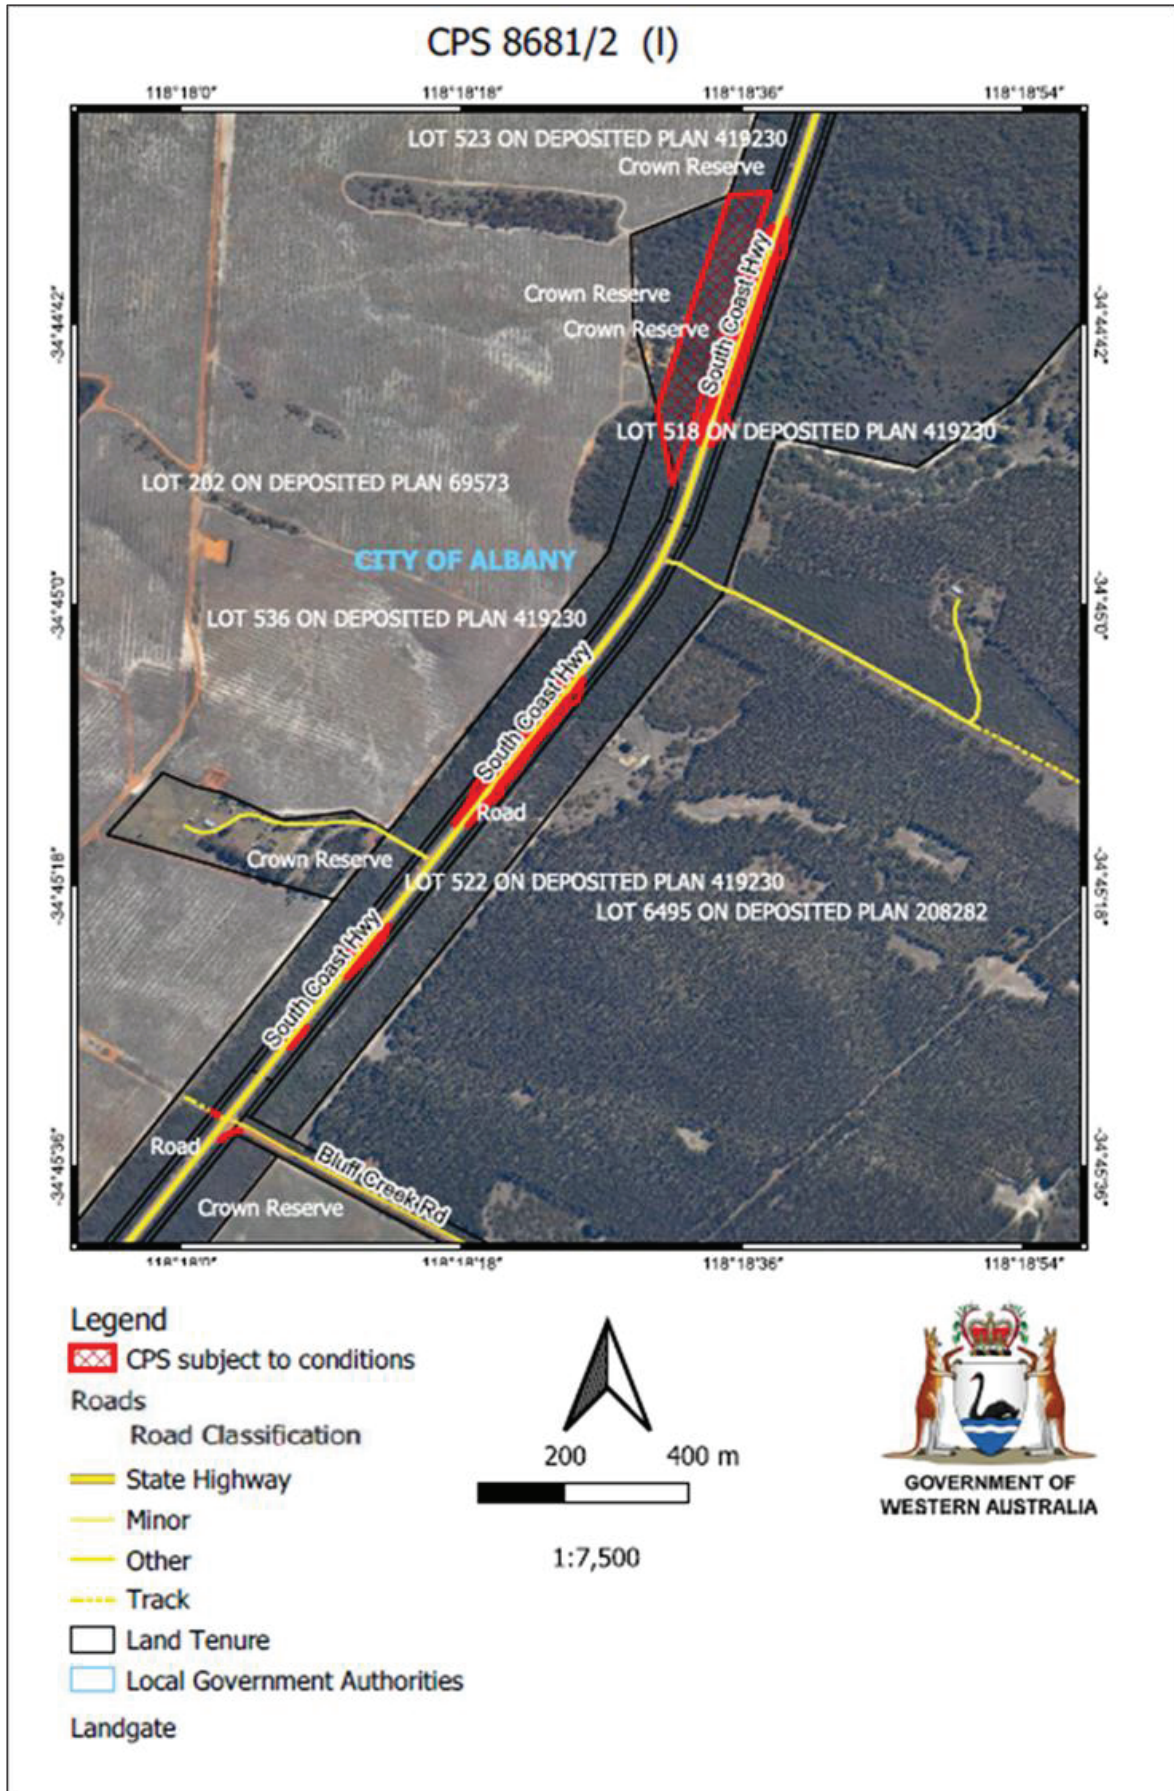 CPS 8681/2 (I)
118°18'0" 118°18'18" 118°18'36" 118°18'54"
LOT 523 ON DEPOSITED PLAN 419230
Crown Reserve
South Coast Hwy
Crown Reserve
-34°44'42" -34°44'42"
Crown Reserve
LOT 518 ON DEPOSITED PLAN 419230
LOT 202 ON DEPOSITED PLAN 69573
CITY OF ALBANY
-34°45'0" -34°45'0"
LOT 536 ON DEPOSITED PLAN 419230
South Coast Hwy
Road
Crown Reserve
LOT 522 ON DEPOSITED PLAN 419230
-34°45'18" -34°45'18"
LOT 6495 ON DEPOSITED PLAN 208282
South Coast Hwy
Road
-34°45'36" -34°45'36"
Bluff Creek Rd
Crown Reserve
118°18'0" 118°18'18" 118°18'36" 118°18'54"
Legend
CPS subject to conditions
Roads
Road Classification
State Highway
Minor
Other
Track
Land Tenure
Local Government Authorities
Landgate
200 400 m
1:7,500
GOVERNMENT OF
WESTERN AUSTRALIA